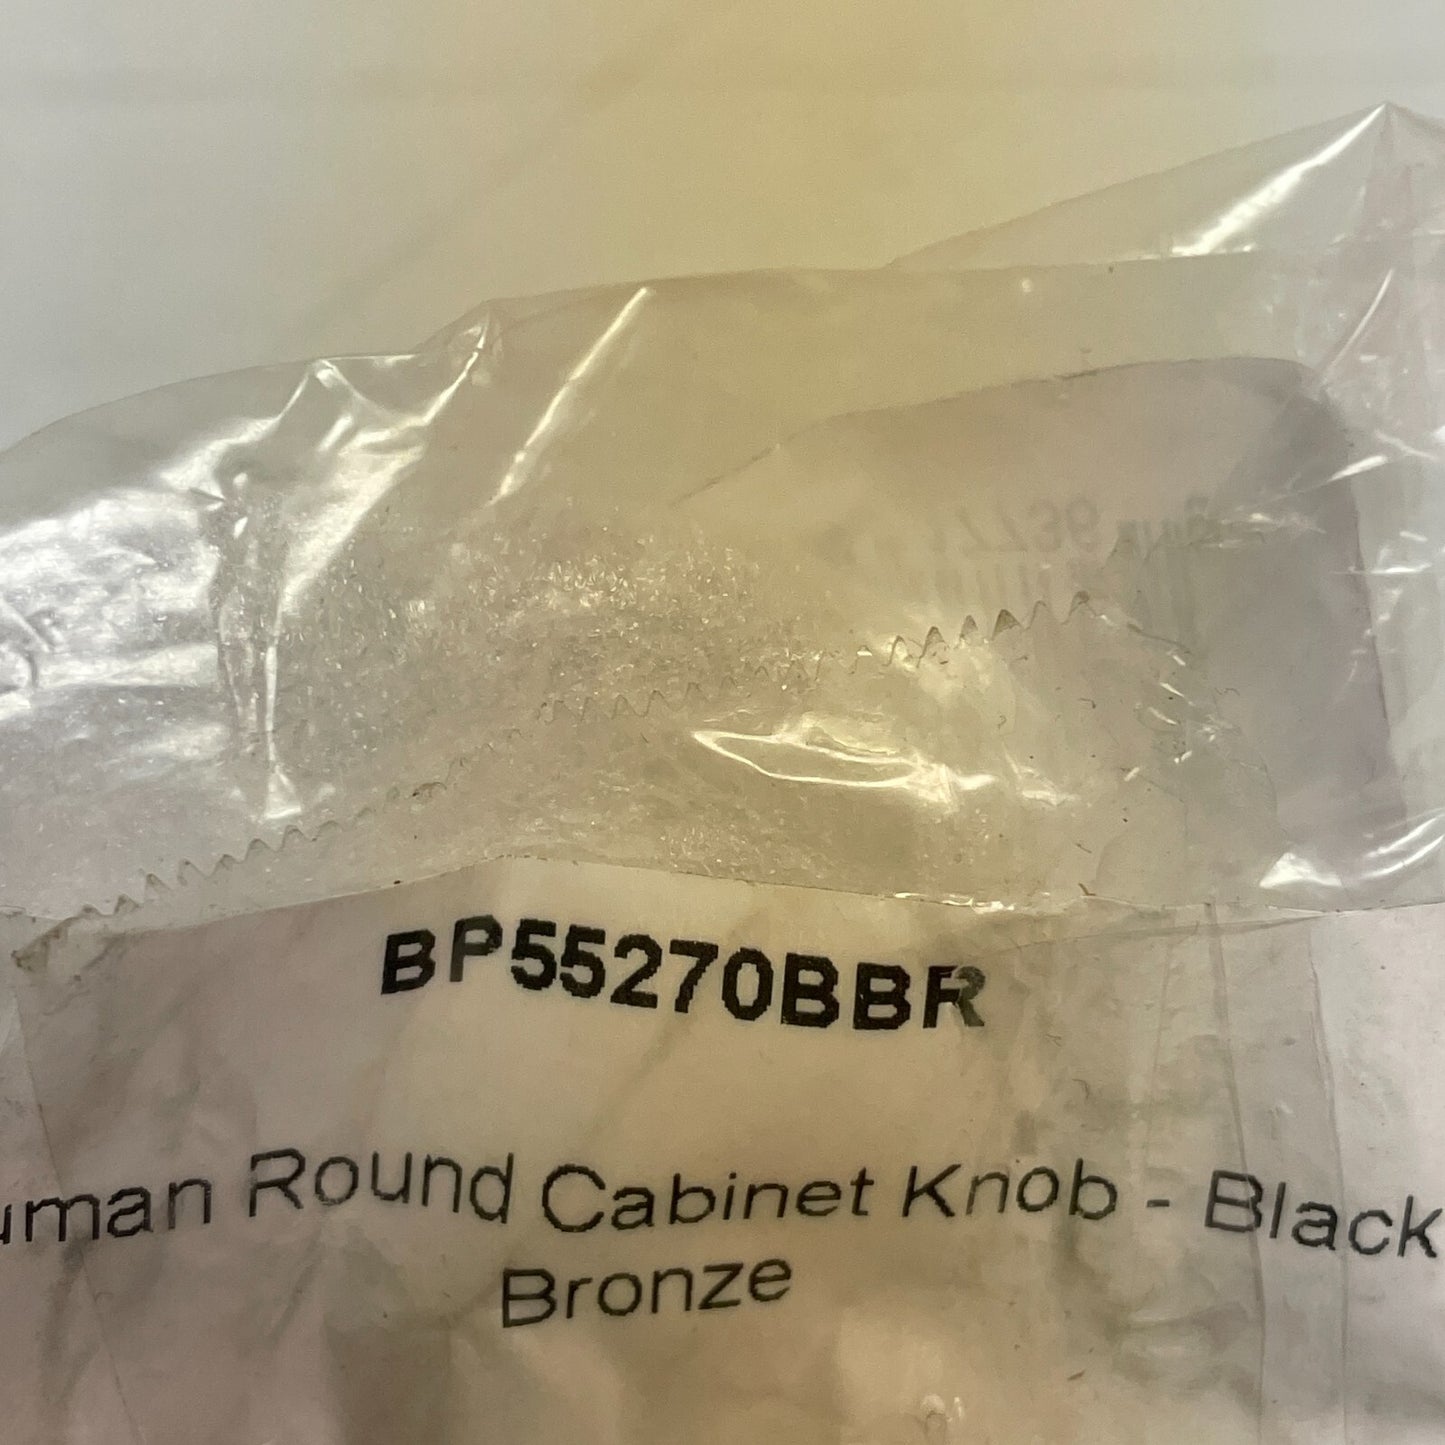 BP55270BBR
uman Round Cabinet Knob - Black
Bronze